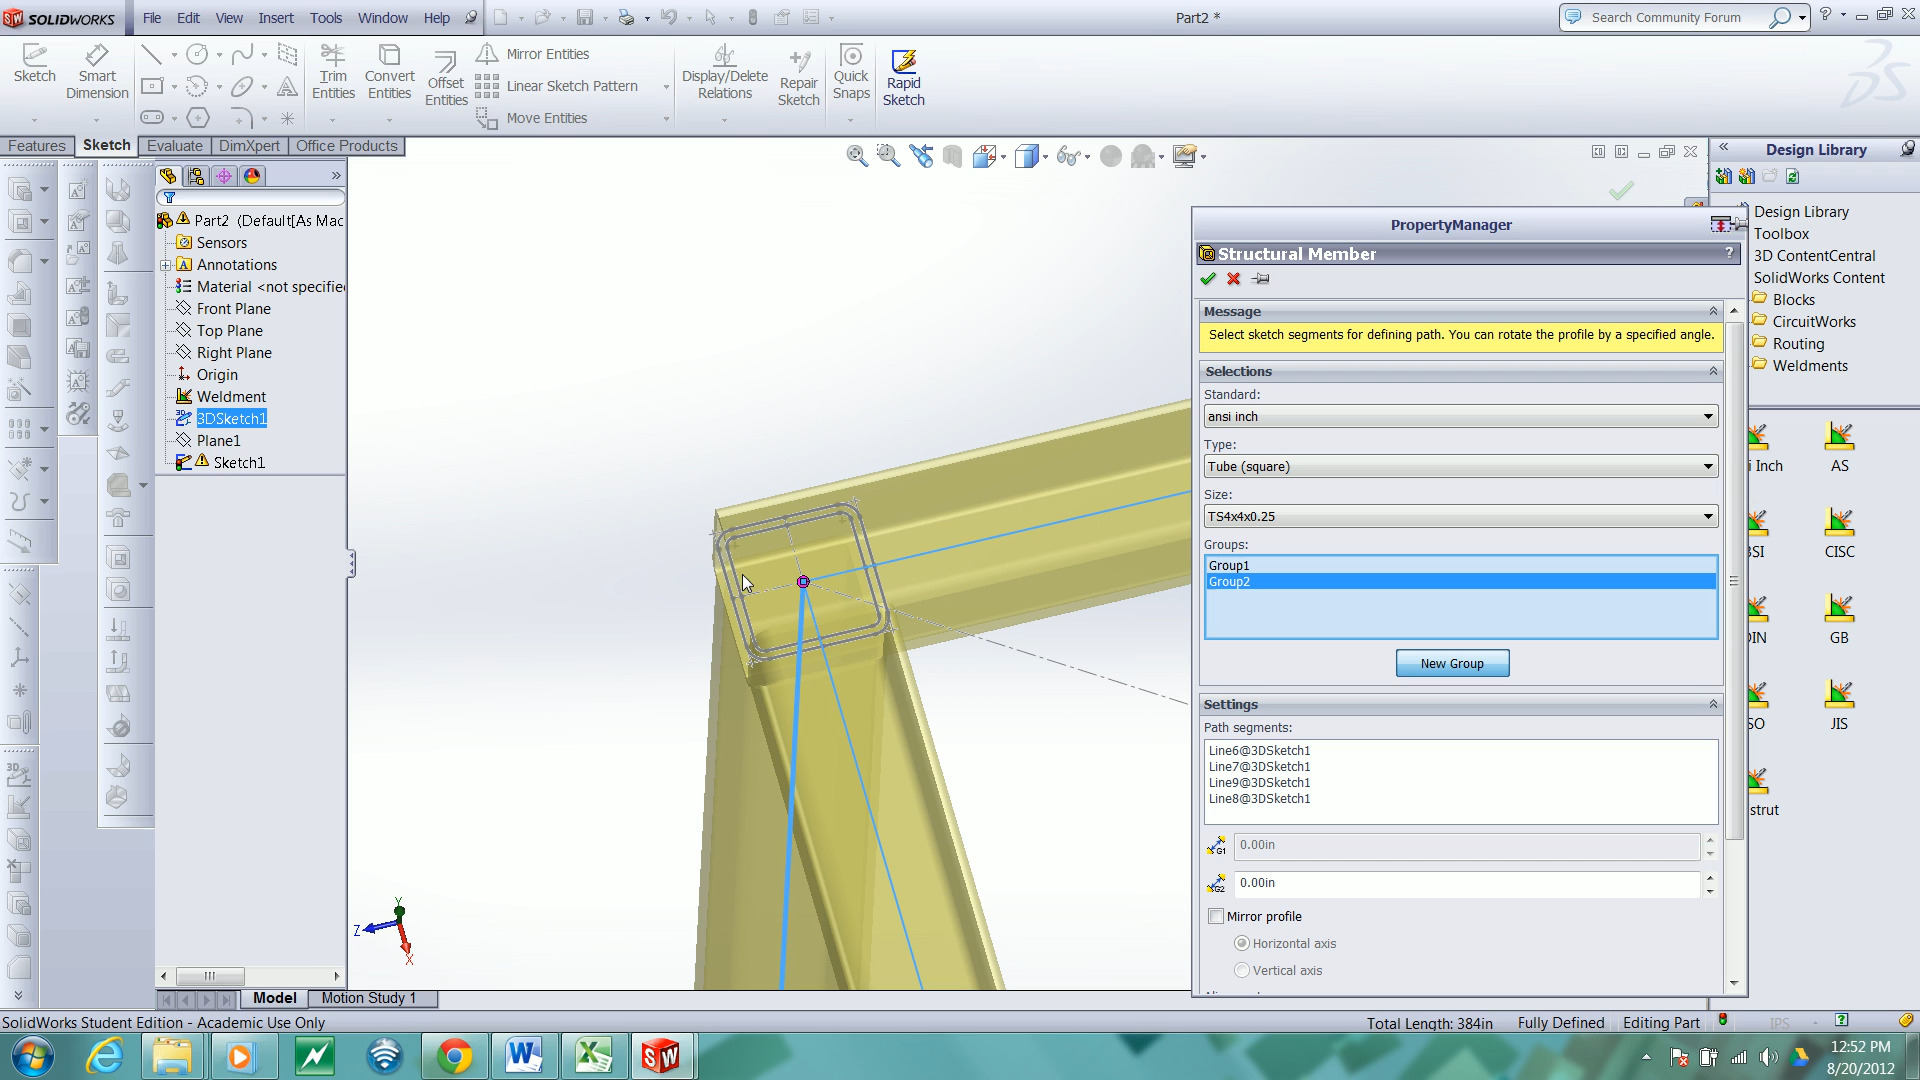 SOLIDWORKS File Edit View Insert Tools Window Help Part2 * Search Community Forum
Sketch Smart Dimension Trim Entities Convert Entities Offset Entities Mirror Entities Linear Sketch Pattern Move Entities Display/Delete Relations Repair Sketch Quick Snaps Rapid Sketch
Features Sketch Evaluate DimXpert Office Products
Part2 (Default[As Mac
Sensors
Annotations
Material <not specifie
Front Plane
Top Plane
Right Plane
Origin
Weldment
3DSketch1
Plane1
Sketch1
Y
Z
X
PropertyManager
Structural Member ?
Message
Select sketch segments for defining path. You can rotate the profile by a specified angle.
Selections
Standard:
ansi inch
Type:
Tube (square)
Size:
TS4x4x0.25
Groups:
Group1
Group2
New Group
Settings
Path segments:
Line6@3DSketch1
Line7@3DSketch1
Line9@3DSketch1
Line8@3DSketch1
G1 0.00in
G2 0.00in
Mirror profile
Horizontal axis
Vertical axis
Design Library
Design Library
Toolbox
3D ContentCentral
SolidWorks Content
Blocks
CircuitWorks
Routing
Weldments
i Inch AS
BSI CISC
DIN GB
SO JIS
strut
Model Motion Study 1
SolidWorks Student Edition - Academic Use Only Total Length: 384in Fully Defined Editing Part IPS
12:52 PM
8/20/2012